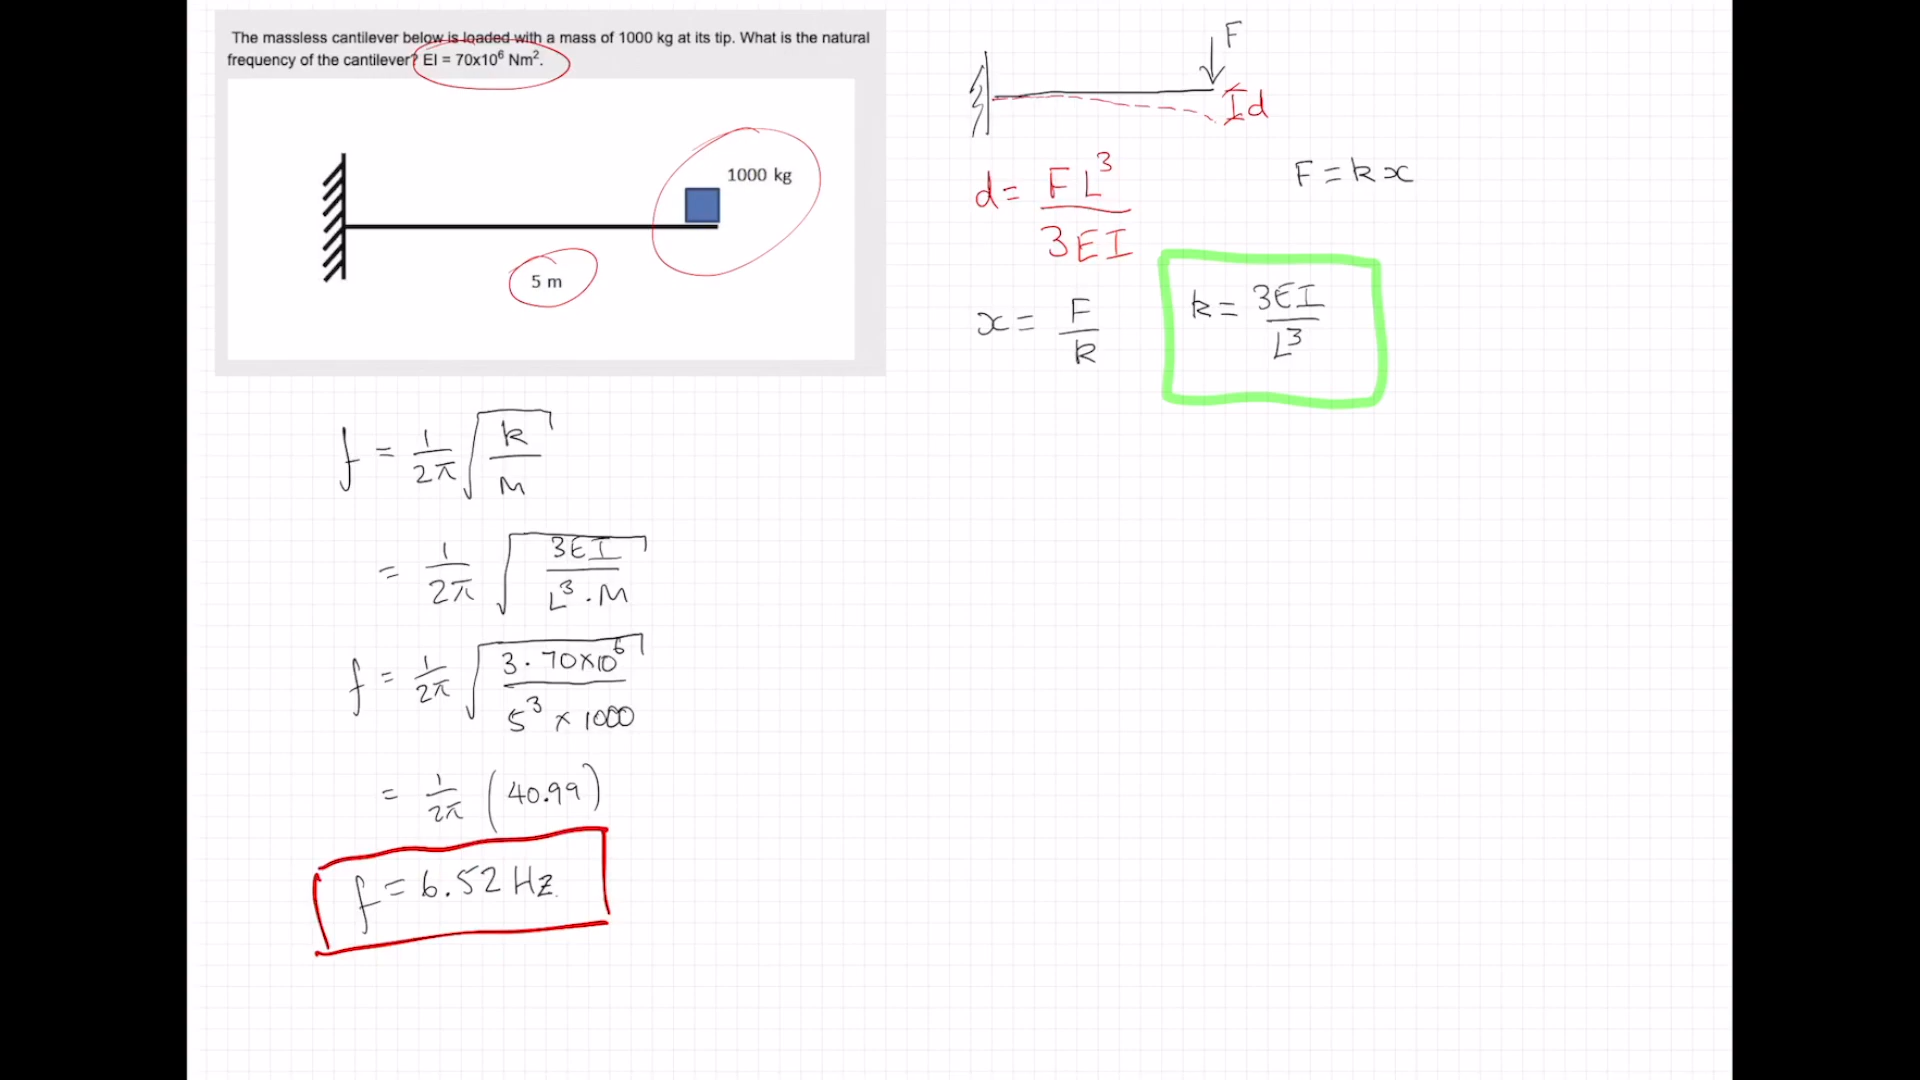 The massless cantilever below is loaded with a mass of 1000 kg at its tip. What is the natural
frequency of the cantilever? EI = 70x10⁶ Nm².
1000 kg
5 m
F
d
d = FL³/3EI
F = kx
x = F/k
k = 3EI/L³
f = 1/2π √(k/M)
= 1/2π √(3EI/L³·M)
f = 1/2π √(3·70×10⁶/5³ × 1000)
= 1/2π (40.99)
f = 6.52 Hz.